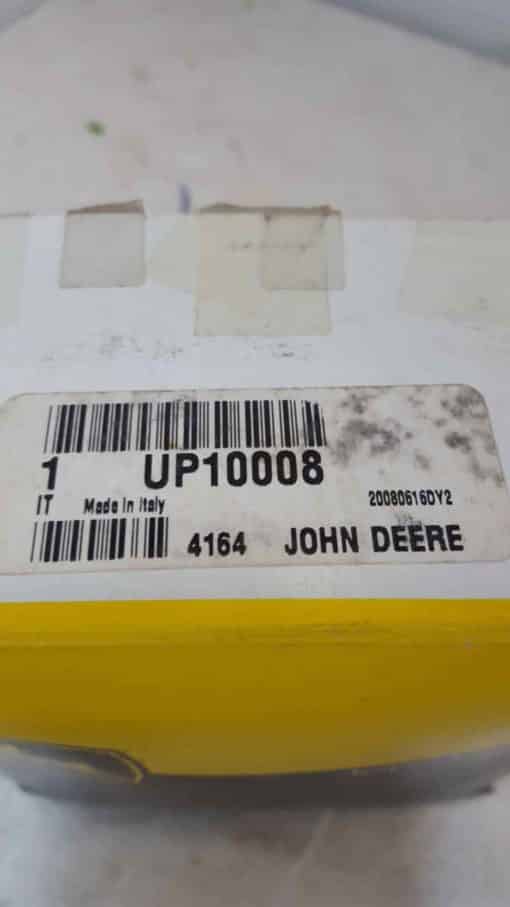 1 UP10008
IT Made In Italy 20080616DY2
4164 JOHN DEERE